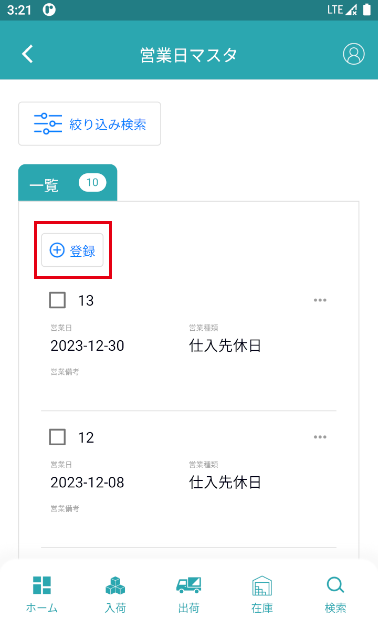 3:21 LTE
営業日マスタ
絞り込み検索
一覧 10
登録
13
営業日 営業種類
2023-12-30 仕入先休日
営業備考
12
営業日 営業種類
2023-12-08 仕入先休日
営業備考
ホーム 入荷 出荷 在庫 検索